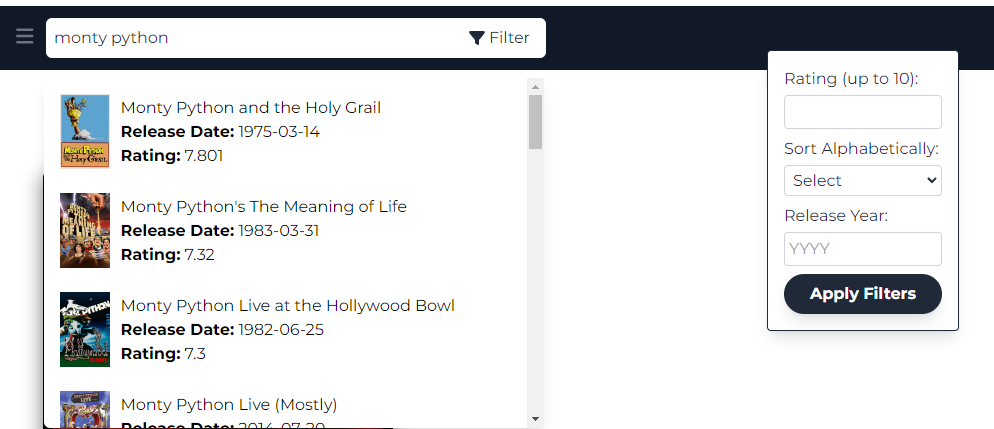 monty python
Filter
Monty Python and the Holy Grail
Release Date: 1975-03-14
Rating: 7.801
Monty Python's The Meaning of Life
Release Date: 1983-03-31
Rating: 7.32
Monty Python Live at the Hollywood Bowl
Release Date: 1982-06-25
Rating: 7.3
Monty Python Live (Mostly)
Release Date: 2014-07-20
Rating (up to 10):
Sort Alphabetically:
Select
Release Year:
YYYY
Apply Filters